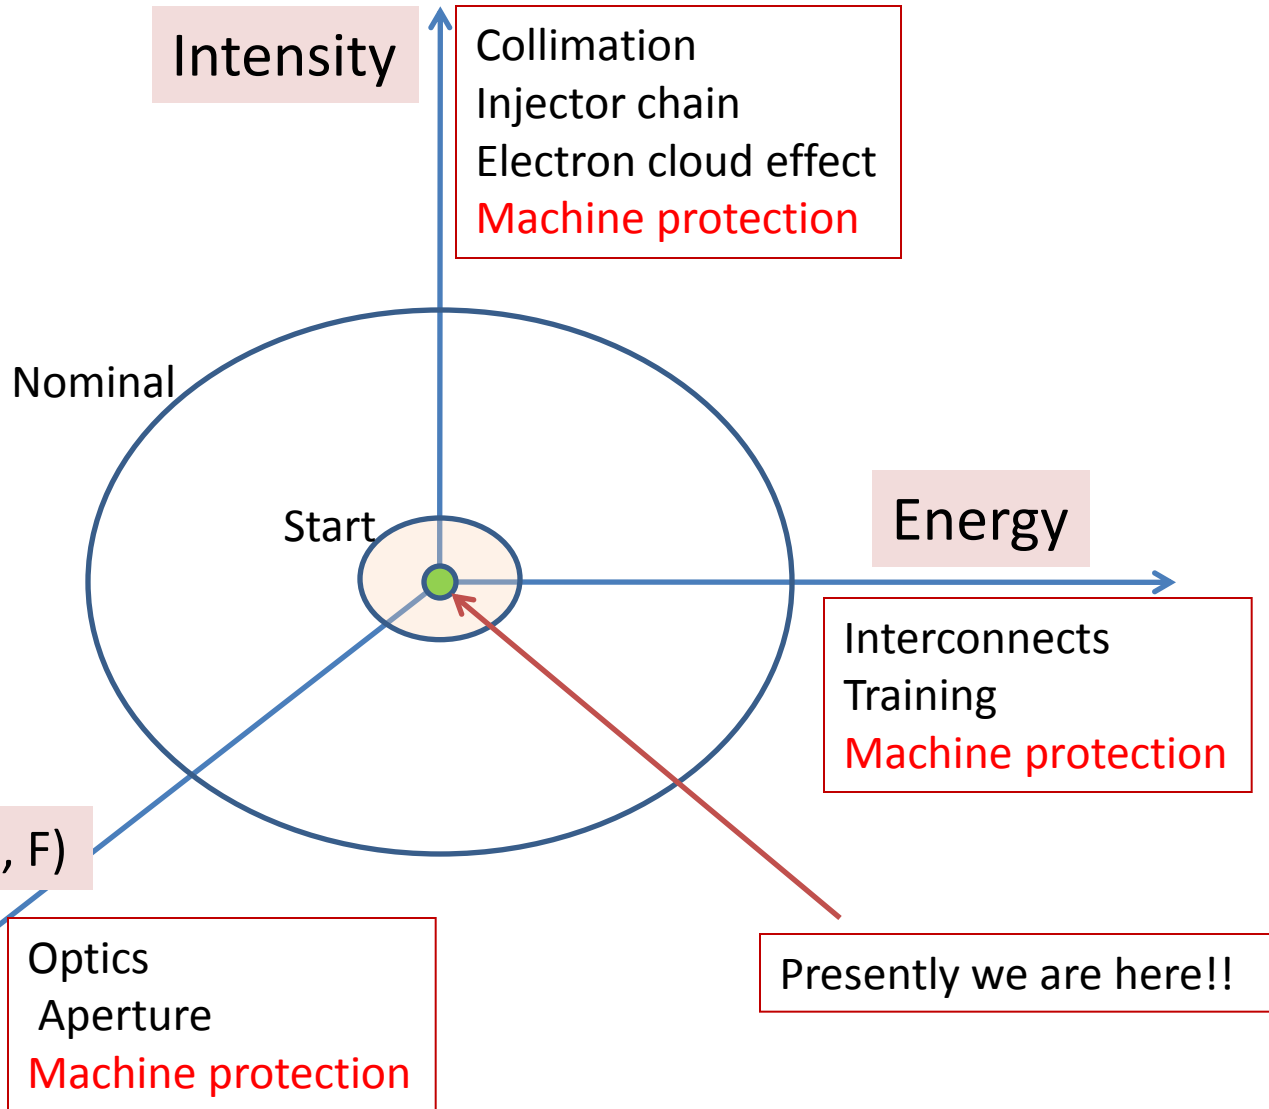 Intensity
Collimation
Injector chain
Electron cloud effect
Machine protection
Nominal
Start
Energy
Interconnects
Training
Machine protection
, F)
Optics
Aperture
Machine protection
Presently we are here!!